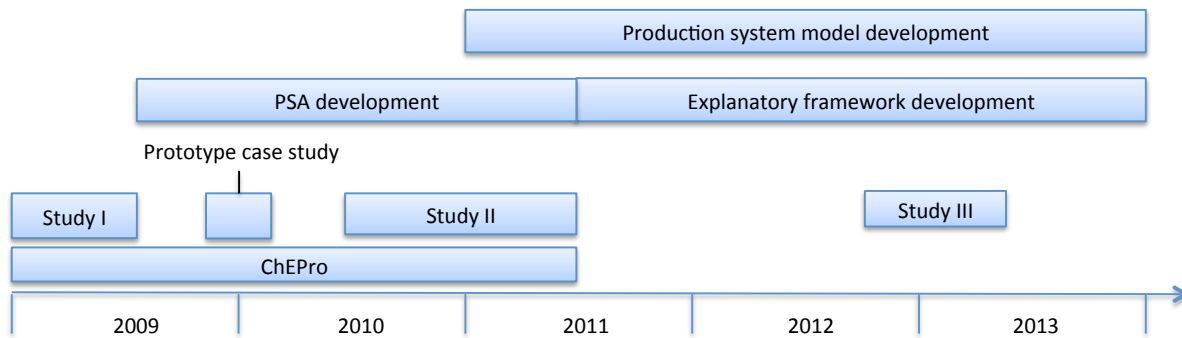 Production system model development
PSA development
Explanatory framework development
Prototype case study
Study I
Study II
Study III
ChEPro
2009
2010
2011
2012
2013